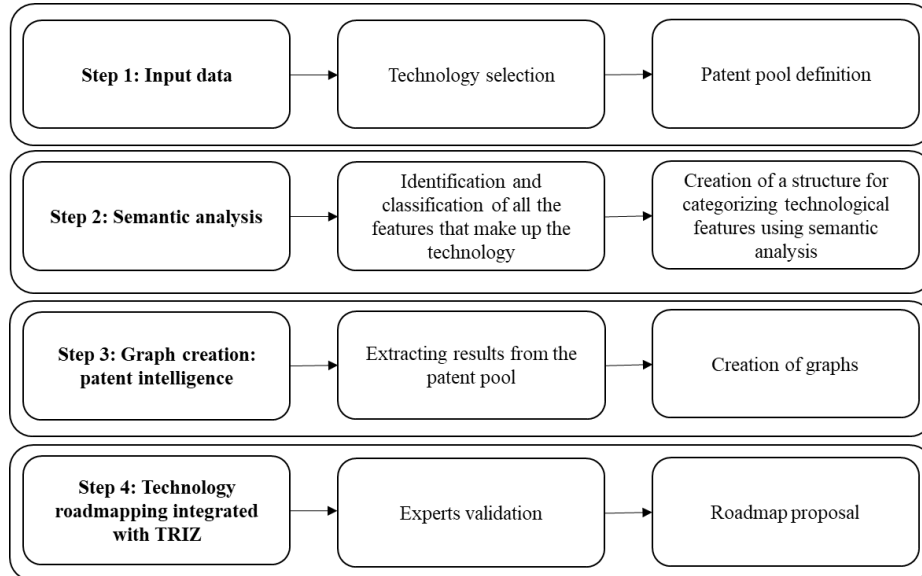 Step 1: Input data
Technology selection
Patent pool definition
Step 2: Semantic analysis
Identification and
classification of all the
features that make up the
technology
Creation of a structure for
categorizing technological
features using semantic
analysis
Step 3: Graph creation:
patent intelligence
Extracting results from the
patent pool
Creation of graphs
Step 4: Technology
roadmapping integrated
with TRIZ
Experts validation
Roadmap proposal